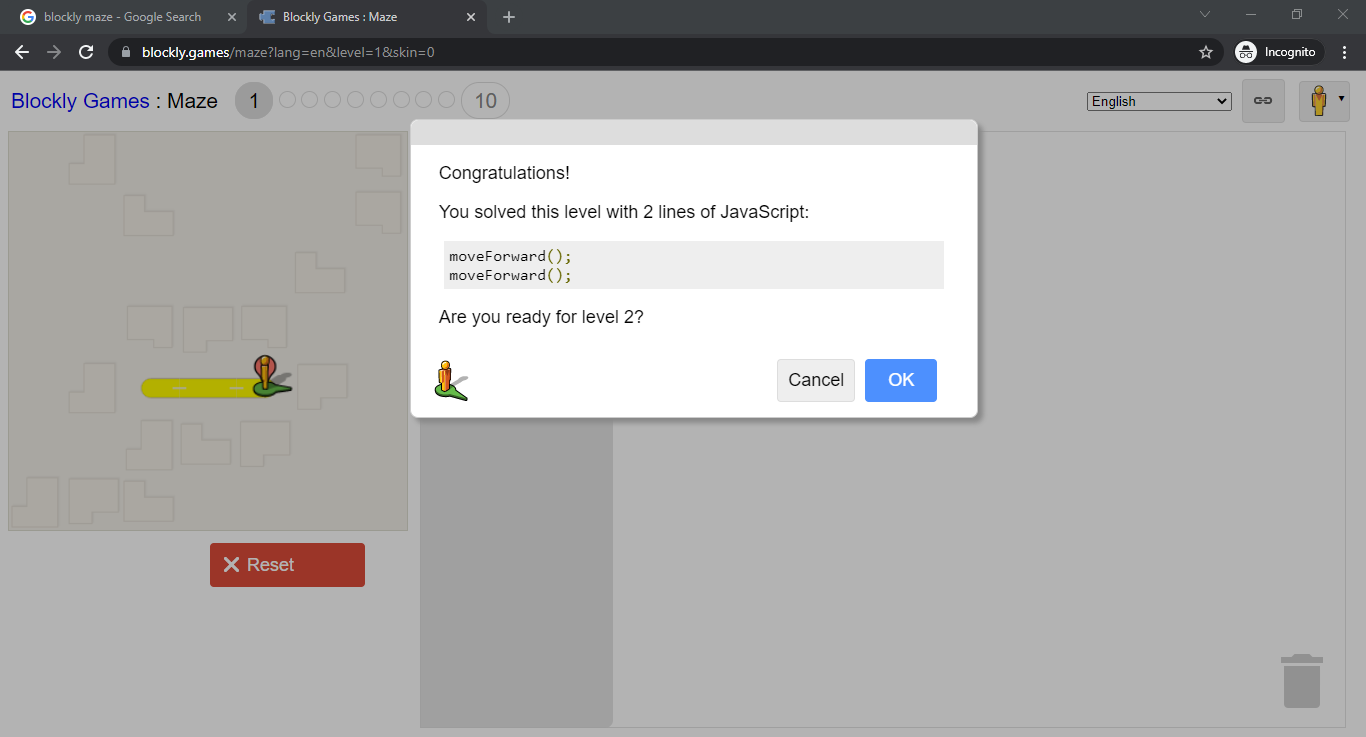 blockly maze - Google Search
Blockly Games : Maze
blockly.games/maze?lang=en&level=1&skin=0
Incognito
Blockly Games : Maze
1
10
English
Congratulations!
You solved this level with 2 lines of JavaScript:
moveForward();
moveForward();
Are you ready for level 2?
Cancel
OK
Reset